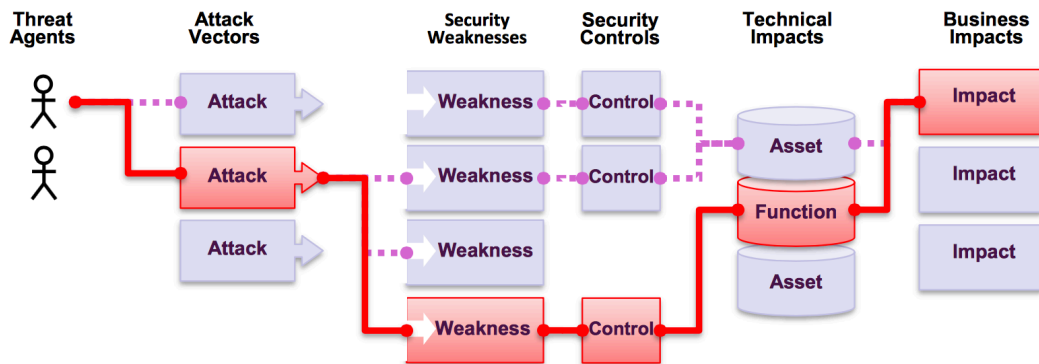 Threat
Agents
Attack
Vectors
Security
Weaknesses
Security
Controls
Technical
Impacts
Business
Impacts
Attack
Weakness
Control
Impact
Asset
Attack
Weakness
Control
Impact
Function
Attack
Weakness
Impact
Asset
Weakness
Control